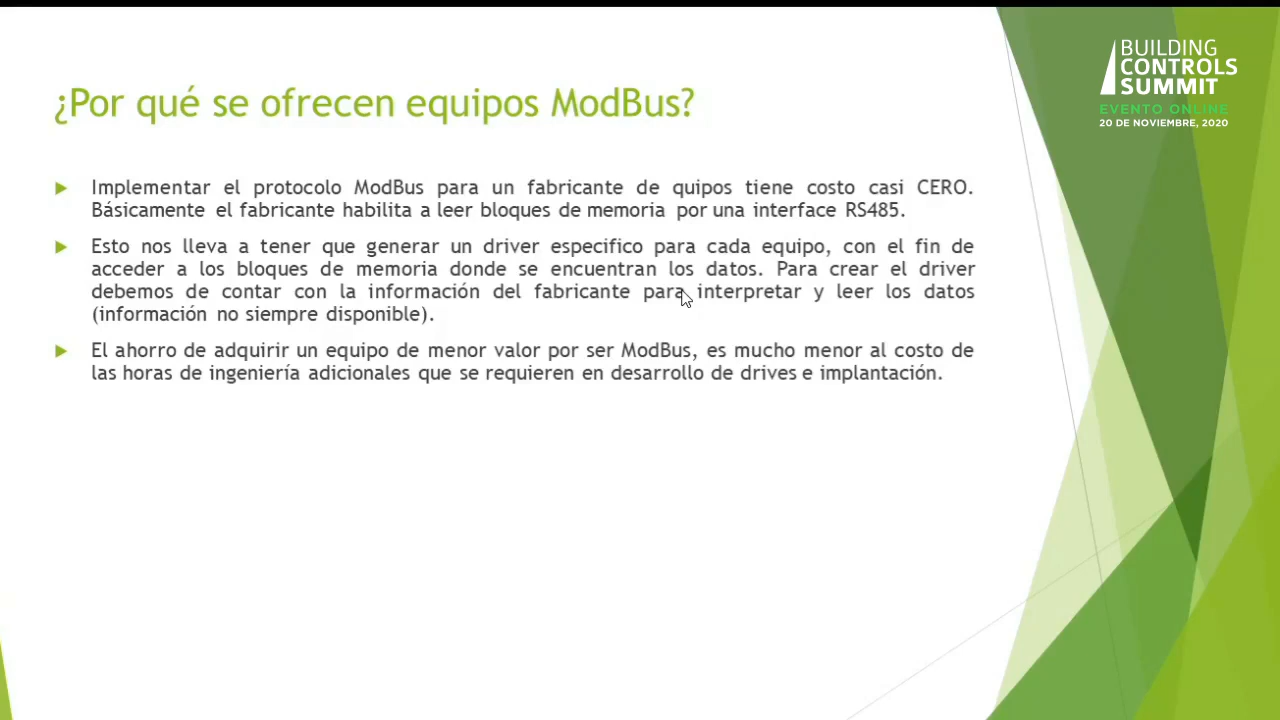 BUILDING
CONTROLS
SUMMIT
EVENTO ONLINE
20 DE NOVIEMBRE, 2020
¿Por qué se ofrecen equipos ModBus?
Implementar el protocolo ModBus para un fabricante de quipos tiene costo casi CERO.
Básicamente el fabricante habilita a leer bloques de memoria por una interface RS485.
Esto nos lleva a tener que generar un driver especifico para cada equipo, con el fin de
acceder a los bloques de memoria donde se encuentran los datos. Para crear el driver
debemos de contar con la información del fabricante para interpretar y leer los datos
(información no siempre disponible).
El ahorro de adquirir un equipo de menor valor por ser ModBus, es mucho menor al costo de
las horas de ingeniería adicionales que se requieren en desarrollo de drives e implantación.